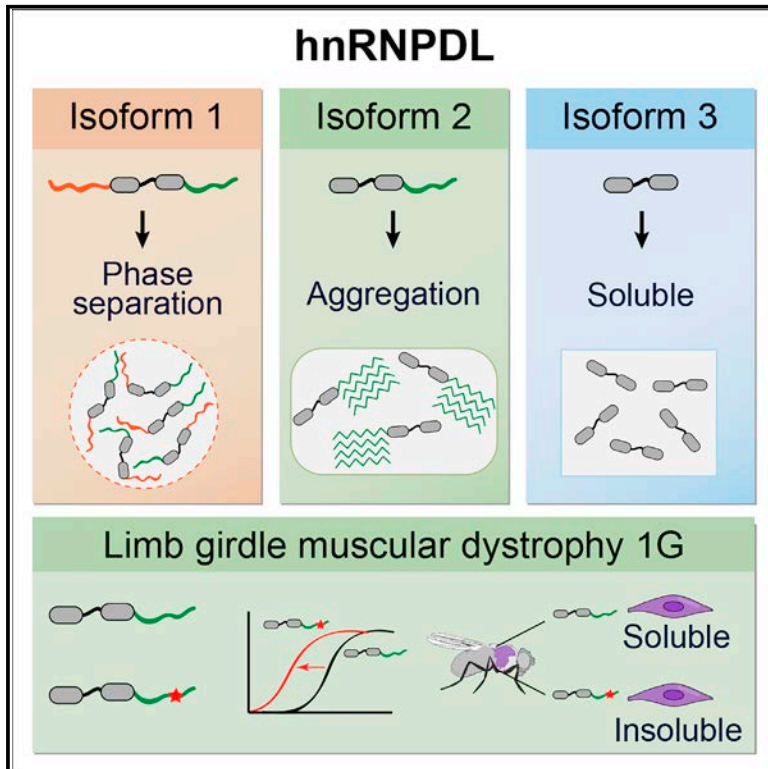 hnRNPDL
Isoform 1
Phase
separation
Isoform 2
Aggregation
Isoform 3
Soluble
Limb girdle muscular dystrophy 1G
Soluble
Insoluble